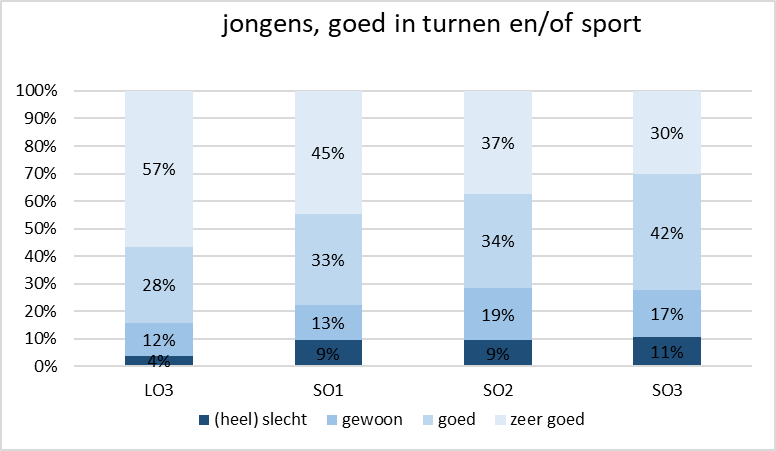 jongens, goed in turnen en/of sport
100%
90%
80%
70%
60%
50%
40%
30%
20%
10%
0%
57% 45% 37% 30%
28% 33% 34% 42%
12% 13% 19% 17%
4% 9% 9% 11%
LO3 SO1 SO2 SO3
(heel) slecht gewoon goed zeer goed